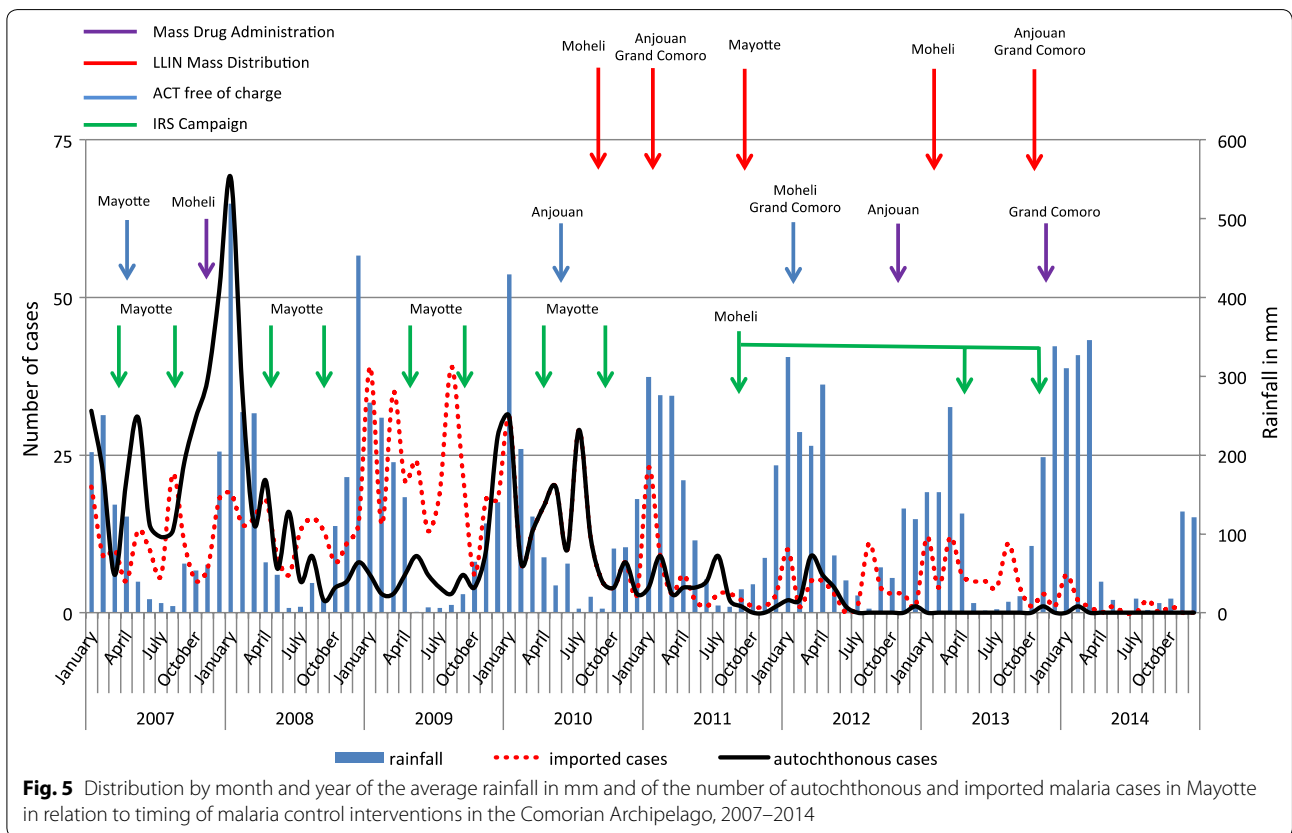 Mass Drug Administration
LLIN Mass Distribution
ACT free of charge
IRS Campaign
Moheli
Anjouan
Grand Comoro
Mayotte
Moheli
Anjouan
Grand Comoro
75
50
25
0
Number of cases
600
500
400
300
200
100
0
Rainfall in mm
Mayotte
Moheli
Anjouan
Moheli
Grand Comoro
Anjouan
Grand Comoro
Mayotte
Mayotte
Mayotte
Mayotte
Moheli
January
April
July
October
January
April
July
October
January
April
July
October
January
April
July
October
January
April
July
October
January
April
July
October
January
April
July
October
January
April
July
October
2007
2008
2009
2010
2011
2012
2013
2014
rainfall
imported cases
autochthonous cases
Fig. 5 Distribution by month and year of the average rainfall in mm and of the number of autochthonous and imported malaria cases in Mayotte
in relation to timing of malaria control interventions in the Comorian Archipelago, 2007–2014